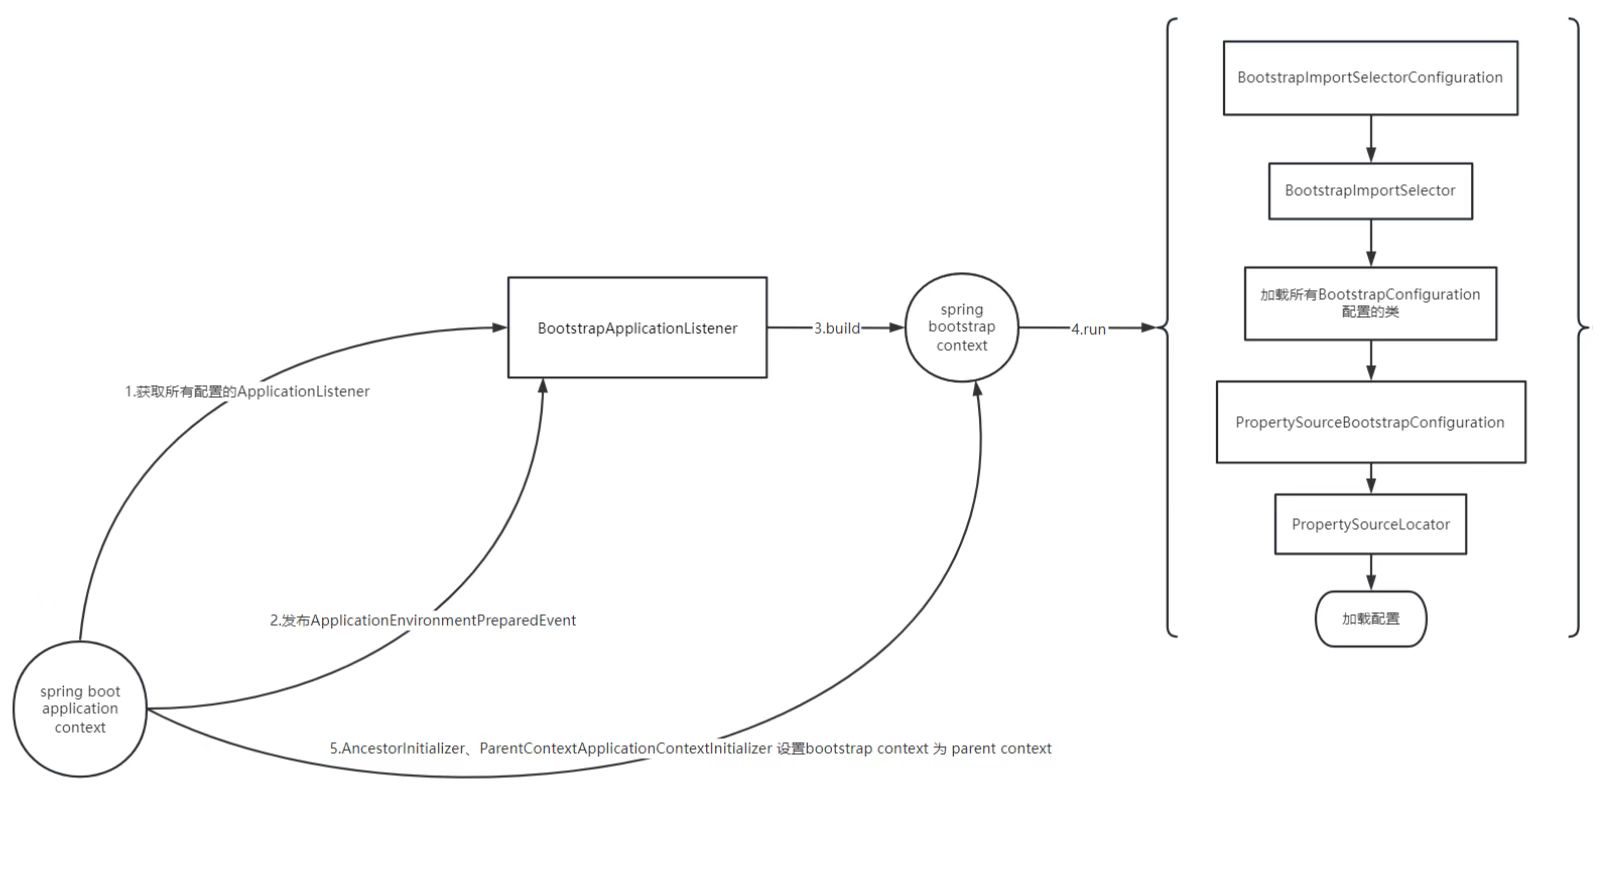 BootstrapImportSelectorConfiguration
BootstrapImportSelector
加载所有BootstrapConfiguration
配置的类
PropertySourceBootstrapConfiguration
PropertySourceLocator
加载配置
BootstrapApplicationListener
3.build
spring
bootstrap
context
4.run
1.获取所有配置的ApplicationListener
2.发布ApplicationEnvironmentPreparedEvent
spring boot
application
context
5.AncestorInitializer、ParentContextApplicationContextInitializer 设置bootstrap context 为 parent context